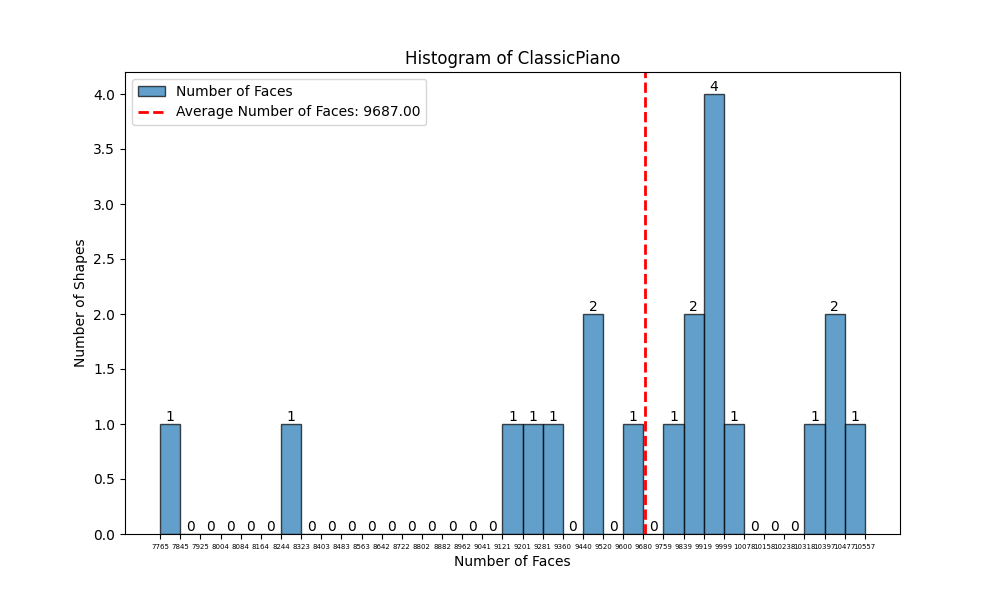 Histogram of ClassicPiano
Number of Faces
Average Number of Faces: 9687.00
Number of Shapes
4.0
3.5
3.0
2.5
2.0
1.5
1.0
0.5
0.0
1 0 0 0 0 0 1 0 0 0 0 0 0 0 0 0 0 1 1 1 0 2 0 1 0 1 2 4 1 0 0 0 1 2 1
7765 7845 7925 8004 8084 8164 8244 8323 8403 8483 8563 8642 8722 8802 8882 8962 9041 9121 9201 9281 9360 9440 9520 9600 9680 9759 9839 9919 9999 10078 10158 10238 10318 10397 10477 10557
Number of Faces